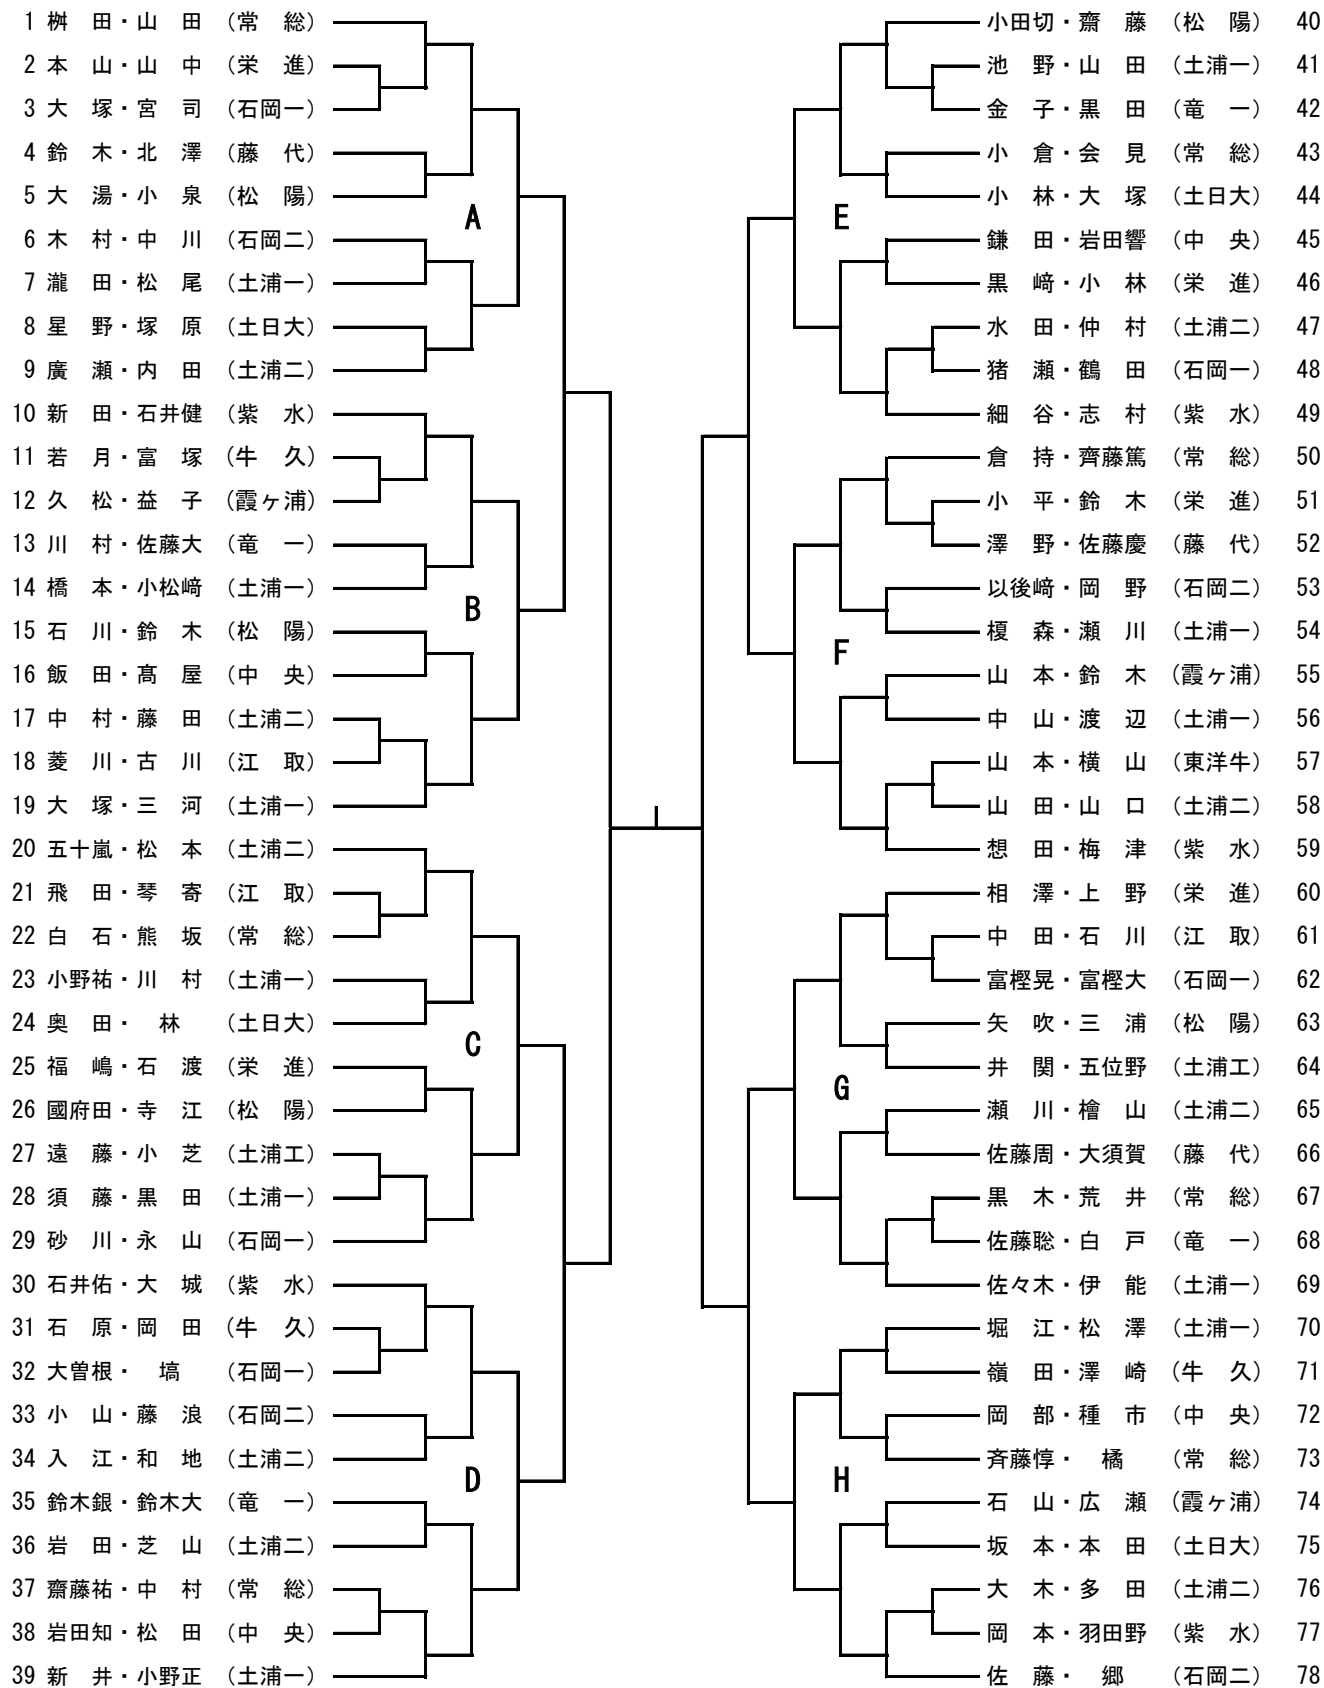 1 桝　田・山　田 （常　総）
2 本　山・山　中 （栄　進）
3 大　塚・宮　司 （石岡一）
4 鈴　木・北　澤 （藤　代）
5 大　湯・小　泉 （松　陽）
A
6 木　村・中　川 （石岡二）
7 瀧　田・松　尾 （土浦一）
8 星　野・塚　原 （土日大）
9 廣　瀬・内　田 （土浦二）
10 新　田・石井健 （紫　水）
11 若　月・富　塚 （牛　久）
12 久　松・益　子 （霞ヶ浦）
13 川　村・佐藤大 （竜　一）
14 橋　本・小松﨑 （土浦一）
B
15 石　川・鈴　木 （松　陽）
16 飯　田・髙　屋 （中　央）
17 中　村・藤　田 （土浦二）
18 菱　川・古　川 （江　取）
19 大　塚・三　河 （土浦一）
20 五十嵐・松　本 （土浦二）
21 飛　田・琴　寄 （江　取）
22 白　石・熊　坂 （常　総）
23 小野祐・川　村 （土浦一）
24 奥　田・　林　 （土日大）
C
25 福　嶋・石　渡 （栄　進）
26 國府田・寺　江 （松　陽）
27 遠　藤・小　芝 （土浦工）
28 須　藤・黒　田 （土浦一）
29 砂　川・永　山 （石岡一）
30 石井佑・大　城 （紫　水）
31 石　原・岡　田 （牛　久）
32 大曽根・　塙　 （石岡一）
33 小　山・藤　浪 （石岡二）
34 入　江・和　地 （土浦二）
D
35 鈴木銀・鈴木大 （竜　一）
36 岩　田・芝　山 （土浦二）
37 齋藤祐・中　村 （常　総）
38 岩田知・松　田 （中　央）
39 新　井・小野正 （土浦一）
小田切・齋　藤 （松　陽） 40
池　野・山　田 （土浦一） 41
金　子・黒　田 （竜　一） 42
小　倉・会　見 （常　総） 43
小　林・大　塚 （土日大） 44
E
鎌　田・岩田響 （中　央） 45
黒　﨑・小　林 （栄　進） 46
水　田・仲　村 （土浦二） 47
猪　瀬・鶴　田 （石岡一） 48
細　谷・志　村 （紫　水） 49
倉　持・齊藤篤 （常　総） 50
小　平・鈴　木 （栄　進） 51
澤　野・佐藤慶 （藤　代） 52
以後﨑・岡　野 （石岡二） 53
榎　森・瀬　川 （土浦一） 54
F
山　本・鈴　木 （霞ヶ浦） 55
中　山・渡　辺 （土浦一） 56
山　本・横　山 （東洋牛） 57
山　田・山　口 （土浦二） 58
想　田・梅　津 （紫　水） 59
相　澤・上　野 （栄　進） 60
中　田・石　川 （江　取） 61
富樫晃・富樫大 （石岡一） 62
矢　吹・三　浦 （松　陽） 63
井　関・五位野 （土浦工） 64
G
瀬　川・檜　山 （土浦二） 65
佐藤周・大須賀 （藤　代） 66
黒　木・荒　井 （常　総） 67
佐藤聡・白　戸 （竜　一） 68
佐々木・伊　能 （土浦一） 69
堀　江・松　澤 （土浦一） 70
嶺　田・澤　崎 （牛　久） 71
岡　部・種　市 （中　央） 72
斉藤惇・　橘　 （常　総） 73
H
石　山・広　瀬 （霞ヶ浦） 74
坂　本・本　田 （土日大） 75
大　木・多　田 （土浦二） 76
岡　本・羽田野 （紫　水） 77
佐　藤・　郷　 （石岡二） 78